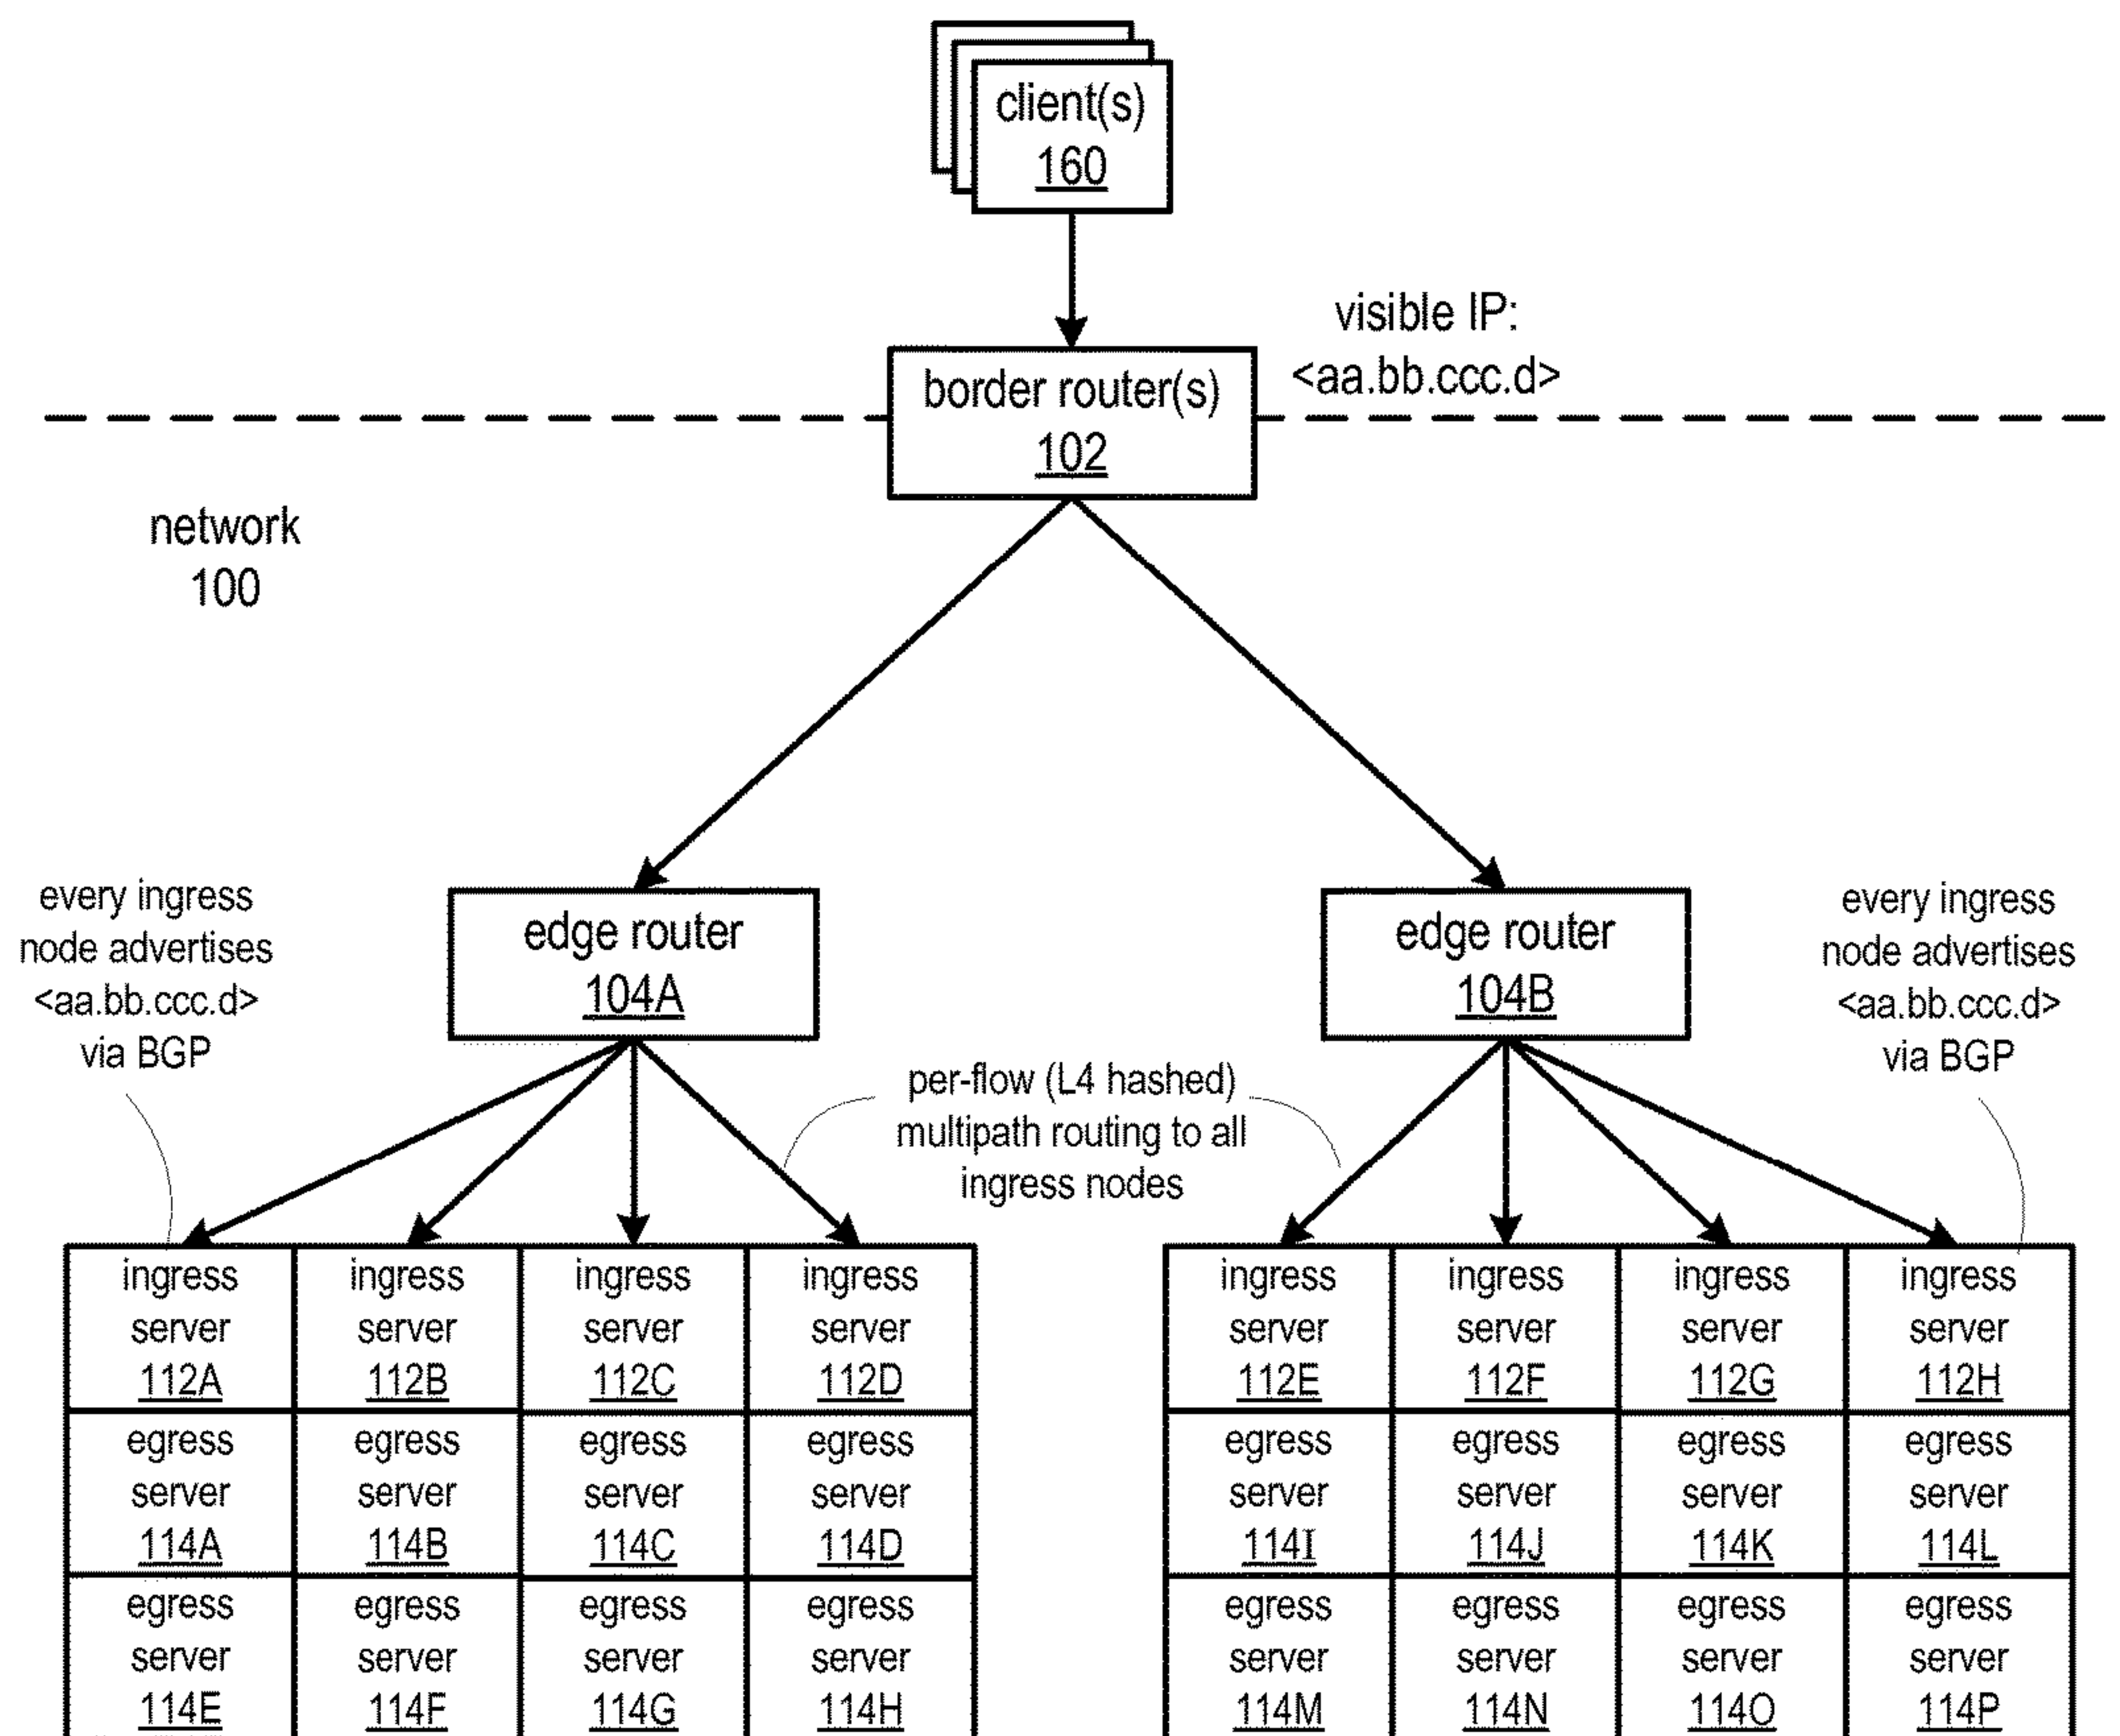 client(s)
160
visible IP:
<aa.bb.ccc.d>
border router(s)
102
network
100
edge router
104A
edge router
104B
every ingress
node advertises
<aa.bb.ccc.d>
via BGP
every ingress
node advertises
<aa.bb.ccc.d>
via BGP
per-flow (L4 hashed)
multipath routing to all
ingress nodes
ingress
server
112A
ingress
server
112B
ingress
server
112C
ingress
server
112D
ingress
server
112E
ingress
server
112F
ingress
server
112G
ingress
server
112H
egress
server
114A
egress
server
114B
egress
server
114C
egress
server
114D
egress
server
114I
egress
server
114J
egress
server
114K
egress
server
114L
egress
server
114E
egress
server
114F
egress
server
114G
egress
server
114H
egress
server
114M
egress
server
114N
egress
server
114O
egress
server
114P